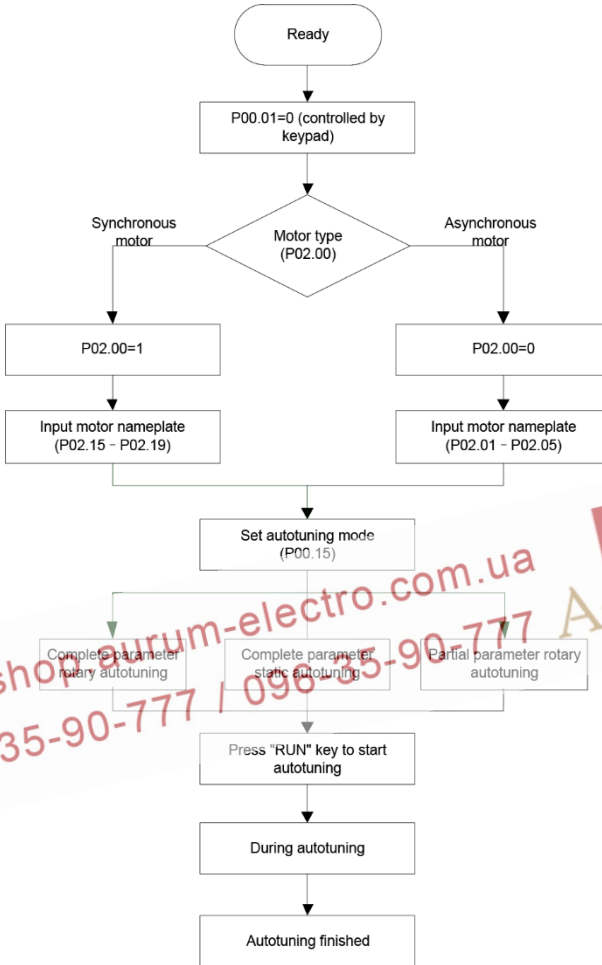 Ready
P00.01=0 (controlled by
keypad)
Synchronous
motor
Motor type
(P02.00)
Asynchronous
motor
P02.00=1
P02.00=0
Input motor nameplate
(P02.15 - P02.19)
Input motor nameplate
(P02.01 - P02.05)
Set autotuning mode
(P00.15)
Complete parameter
rotary autotuning
Complete parameter
static autotuning
Partial parameter rotary
autotuning
Press "RUN" key to start
autotuning
During autotuning
Autotuning finished
shop.aurum-electro.com.ua
35-90-777 / 096-35-90-777
A